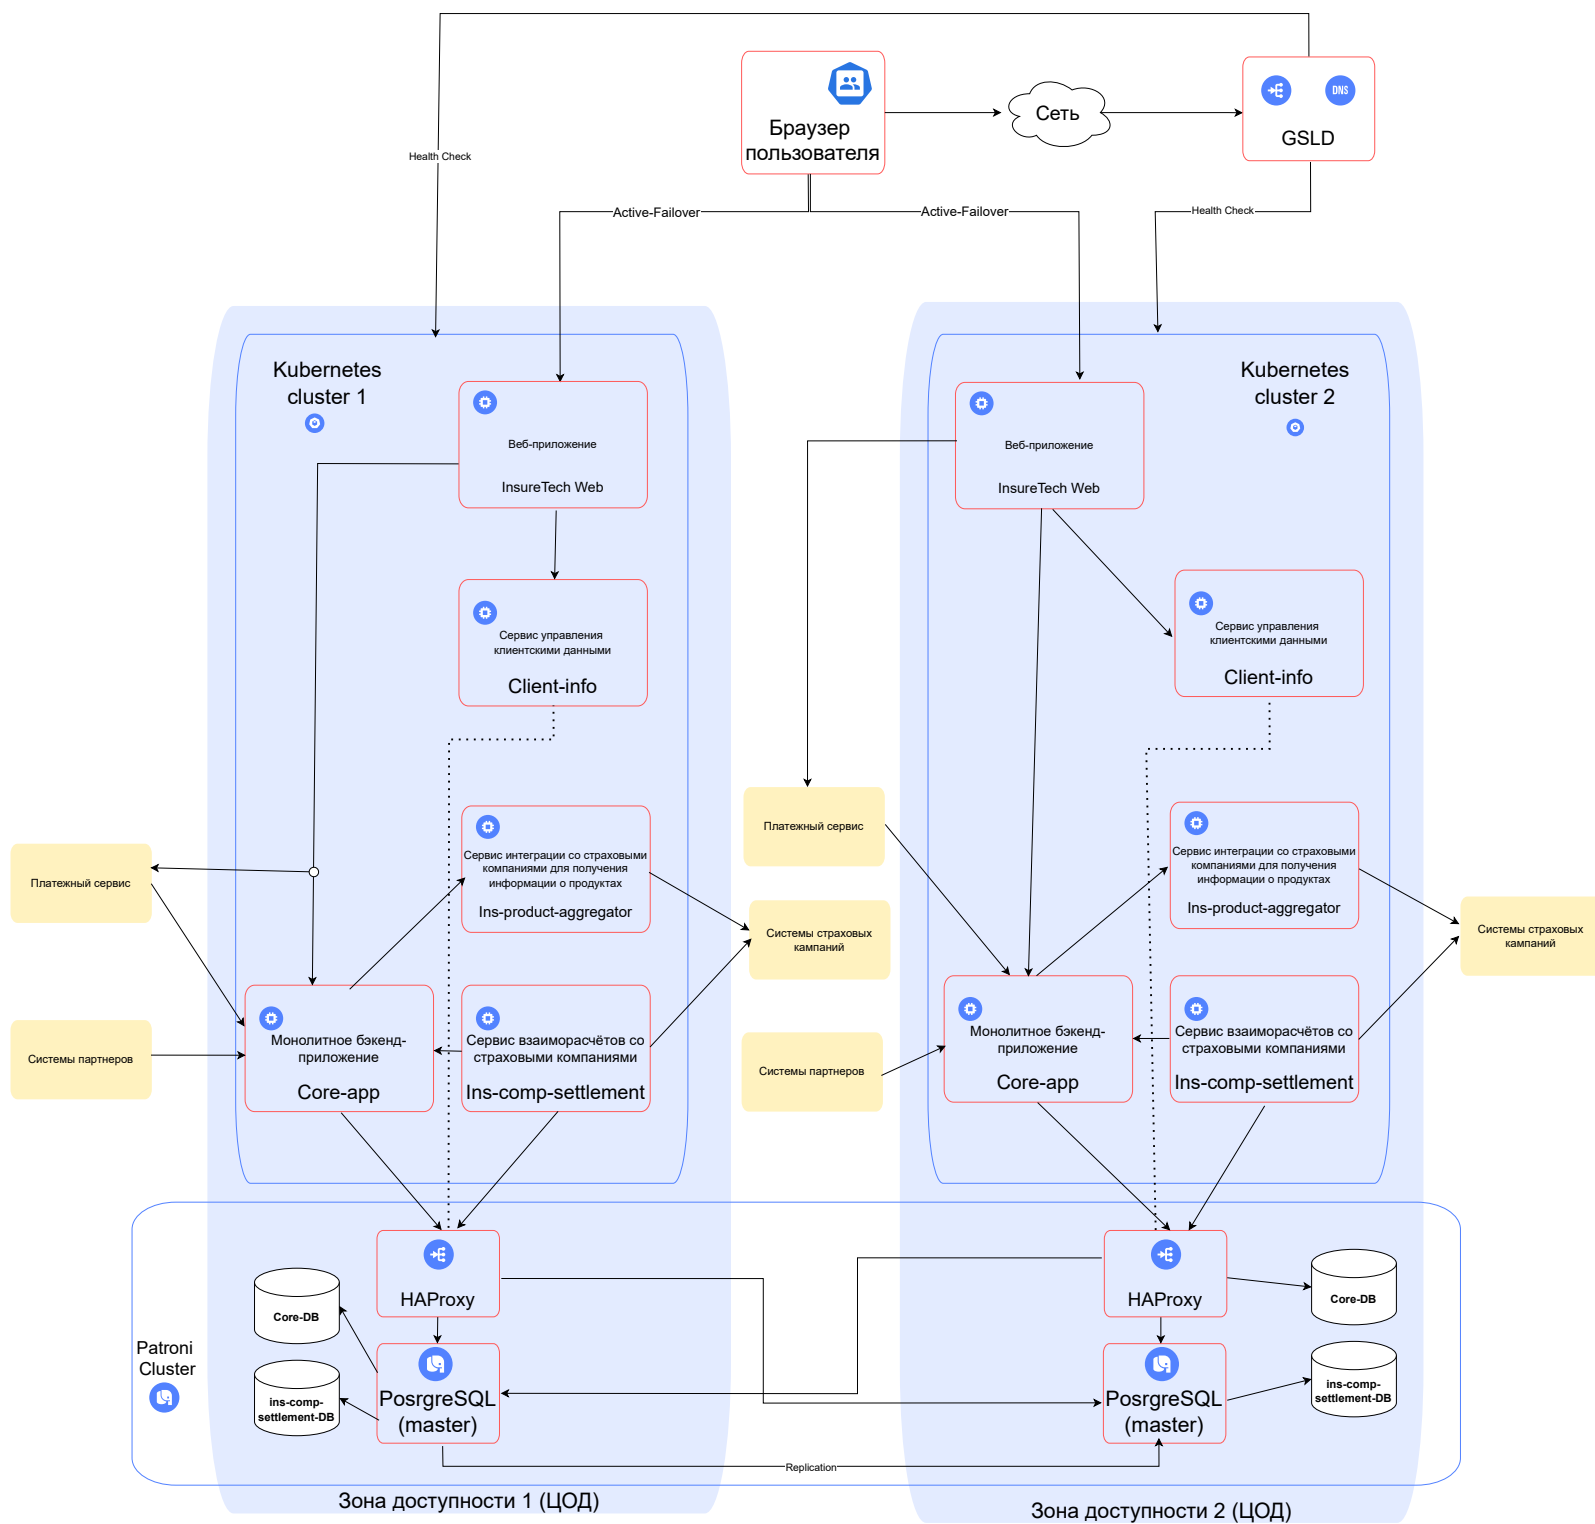 Браузер
пользователя
Сеть
DNS
GSLD
Health Check
Active-Failover
Active-Failover
Health Check
Kubernetes
cluster 1
Веб-приложение
InsureTech Web
Сервис управления
клиентскими данными
Client-info
Платежный сервис
Сервис интеграции со страховыми
компаниями для получения
информации о продуктах
Ins-product-aggregator
Системы страховых
кампаний
Системы партнеров
Монолитное бэкенд-
приложение
Core-app
Сервис взаиморасчётов со
страховыми компаниями
Ins-comp-settlement
Kubernetes
cluster 2
Веб-приложение
InsureTech Web
Сервис управления
клиентскими данными
Client-info
Платежный сервис
Сервис интеграции со страховыми
компаниями для получения
информации о продуктах
Ins-product-aggregator
Системы страховых
кампаний
Системы партнеров
Монолитное бэкенд-
приложение
Core-app
Сервис взаиморасчётов со
страховыми компаниями
Ins-comp-settlement
Patroni
Cluster
HAProxy
Core-DB
ins-comp-
settlement-DB
PosrgreSQL
(master)
Replication
HAProxy
Core-DB
PosrgreSQL
(master)
ins-comp-
settlement-DB
Зона доступности 1 (ЦОД)
Зона доступности 2 (ЦОД)